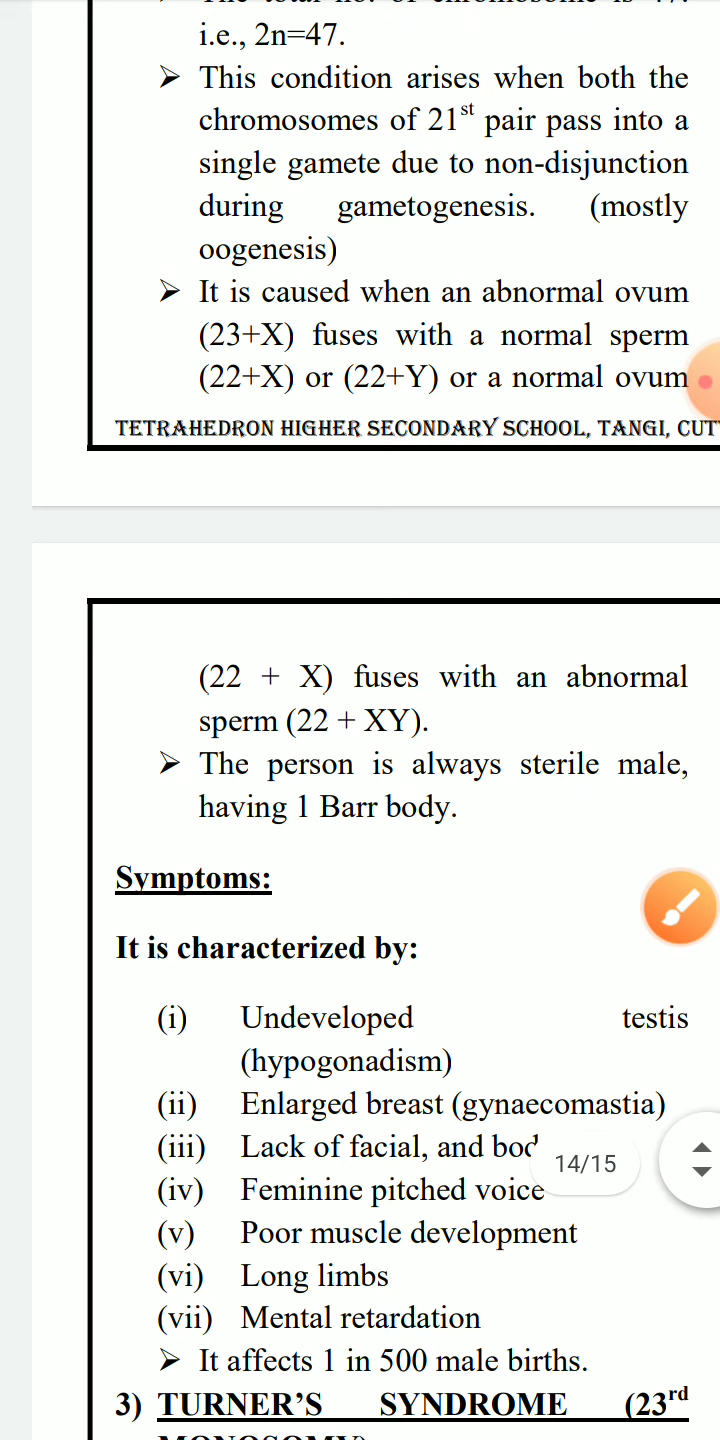 i.e., 2n=47.
➢ This condition arises when both the
chromosomes of 21st pair pass into a
single gamete due to non-disjunction
during gametogenesis. (mostly
oogenesis)
➢ It is caused when an abnormal ovum
(23+X) fuses with a normal sperm
(22+X) or (22+Y) or a normal ovum
TETRAHEDRON HIGHER SECONDARY SCHOOL, TANGI, CUT
(22 + X) fuses with an abnormal
sperm (22 + XY).
➢ The person is always sterile male,
having 1 Barr body.
Symptoms:
It is characterized by:
(i) Undeveloped testis
(hypogonadism)
(ii) Enlarged breast (gynaecomastia)
(iii) Lack of facial, and bod
14/15
(iv) Feminine pitched voice
(v) Poor muscle development
(vi) Long limbs
(vii) Mental retardation
➢ It affects 1 in 500 male births.
3) TURNER'S SYNDROME (23rd